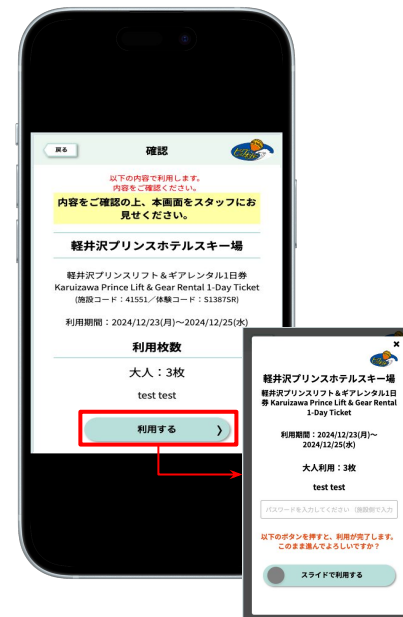 戻る
確認
以下の内容で利用します。
内容をご確認ください。
内容をご確認の上、本画面をスタッフにお
見せください。
軽井沢プリンスホテルスキー場
軽井沢プリンスリフト＆ギアレンタル1日券
Karuizawa Prince Lift & Gear Rental 1-Day Ticket
(施設コード：41551／体験コード：S1387SR)
利用期間：2024/12/23(月)〜2024/12/25(水)
利用枚数
大人：3枚
test test
利用する 〉
×
軽井沢プリンスホテルスキー場
軽井沢プリンスリフト＆ギアレンタル1日
券 Karuizawa Prince Lift & Gear Rental
1-Day Ticket
利用期間：2024/12/23(月)〜
2024/12/25(水)
大人利用：3枚
test test
パスワードを入力してください（施設側で入力
以下のボタンを押すと、利用が完了します。
このまま進んでよろしいですか？
スライドで利用する